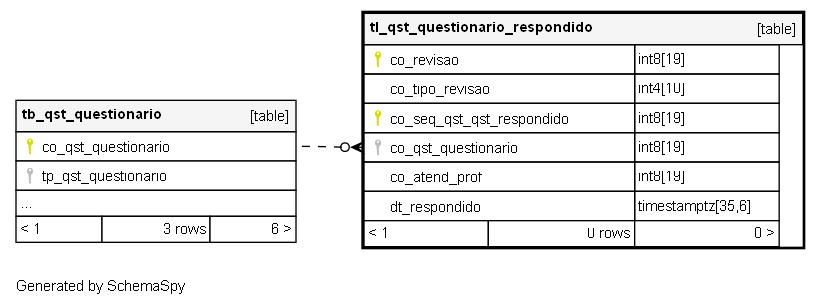 tl_qst_questionario_respondido [table]
co_revisao int8[19]
co_tipo_revisao int4[10]
co_seq_qst_qst_respondido int8[19]
co_qst_questionario int8[19]
co_atend_prof int8[19]
dt_respondido timestamptz[35,6]
< 1 0 rows 0 >
tb_qst_questionario [table]
co_qst_questionario
tp_qst_questionario
...
< 1 3 rows 6 >
Generated by SchemaSpy